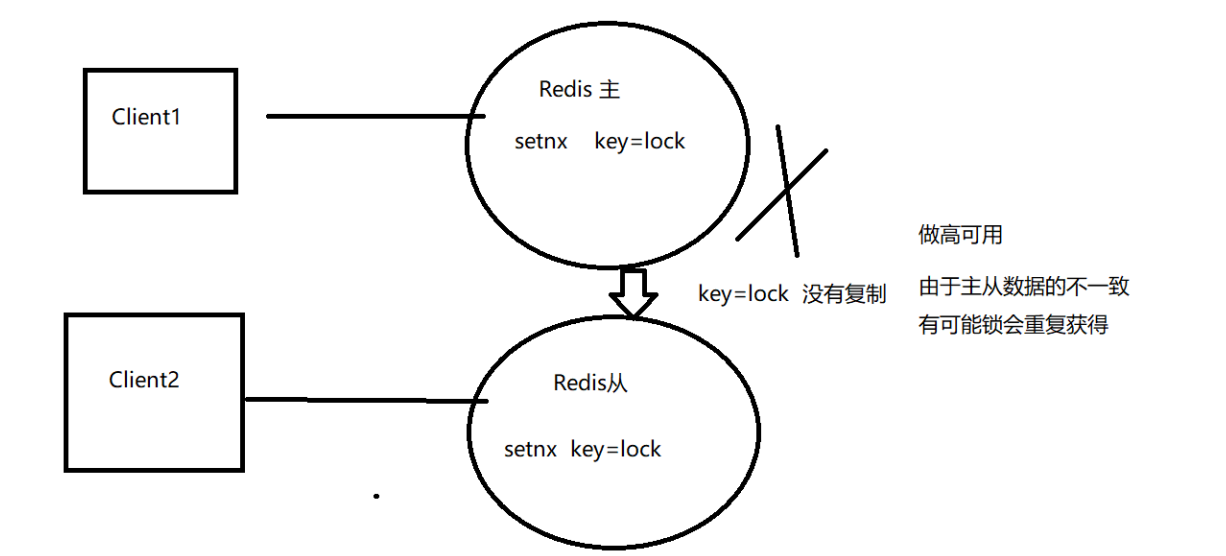 Client1
Redis 主
setnx key=lock
做高可用
key=lock 没有复制
由于主从数据的不一致
有可能锁会重复获得
Client2
Redis从
setnx key=lock